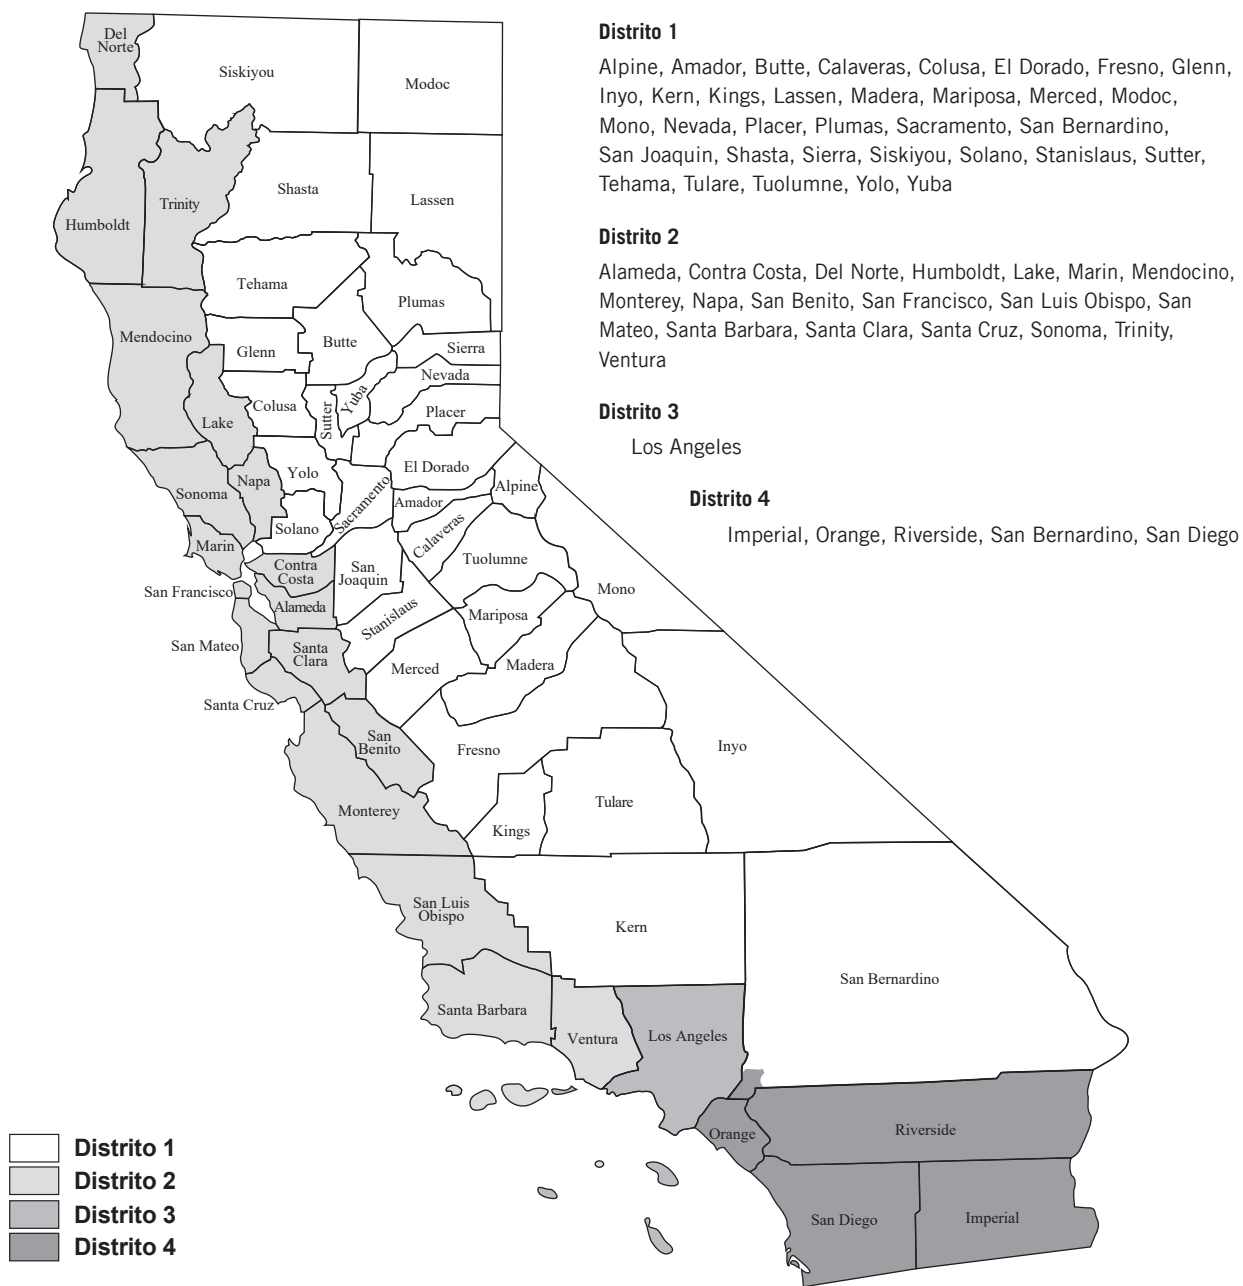 Distrito 1
Alpine, Amador, Butte, Calaveras, Colusa, El Dorado, Fresno, Glenn,
Inyo, Kern, Kings, Lassen, Madera, Mariposa, Merced, Modoc,
Mono, Nevada, Placer, Plumas, Sacramento, San Bernardino,
San Joaquin, Shasta, Sierra, Siskiyou, Solano, Stanislaus, Sutter,
Tehama, Tulare, Tuolumne, Yolo, Yuba
Distrito 2
Alameda, Contra Costa, Del Norte, Humboldt, Lake, Marin, Mendocino,
Monterey, Napa, San Benito, San Francisco, San Luis Obispo, San
Mateo, Santa Barbara, Santa Clara, Santa Cruz, Sonoma, Trinity,
Ventura
Distrito 3
Los Angeles
Distrito 4
Imperial, Orange, Riverside, San Bernardino, San Diego
Del
Norte
Siskiyou
Modoc
Humboldt
Trinity
Shasta
Lassen
Tehama
Plumas
Mendocino
Glenn
Butte
Sierra
Nevada
Lake
Colusa
Sutter
Yuba
Placer
Sonoma
Napa
Yolo
Sacramento
El Dorado
Alpine
Amador
Solano
Calaveras
Marin
Contra
Costa
San
Joaquin
Tuolumne
Mono
San Francisco
Alameda
Stanislaus
Mariposa
San Mateo
Santa
Clara
Merced
Madera
Santa Cruz
San
Benito
Fresno
Inyo
Monterey
Kings
Tulare
San Luis
Obispo
Kern
San Bernardino
Santa Barbara
Ventura
Los Angeles
Orange
Riverside
San Diego
Imperial
Distrito 1
Distrito 2
Distrito 3
Distrito 4